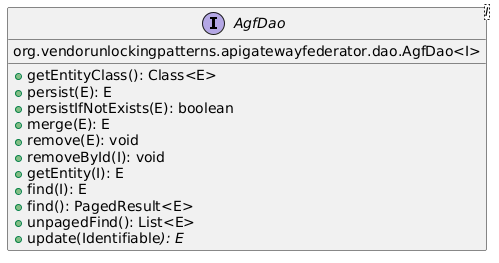 I AgfDao
org.vendorunlockingpatterns.apigatewayfederator.dao.AgfDao<I>
getEntityClass(): Class<E>
persist(E): E
persistIfNotExists(E): boolean
merge(E): E
remove(E): void
removeById(I): void
getEntity(I): E
find(I): E
find(): PagedResult<E>
unpagedFind(): List<E>
update(Identifiable): E